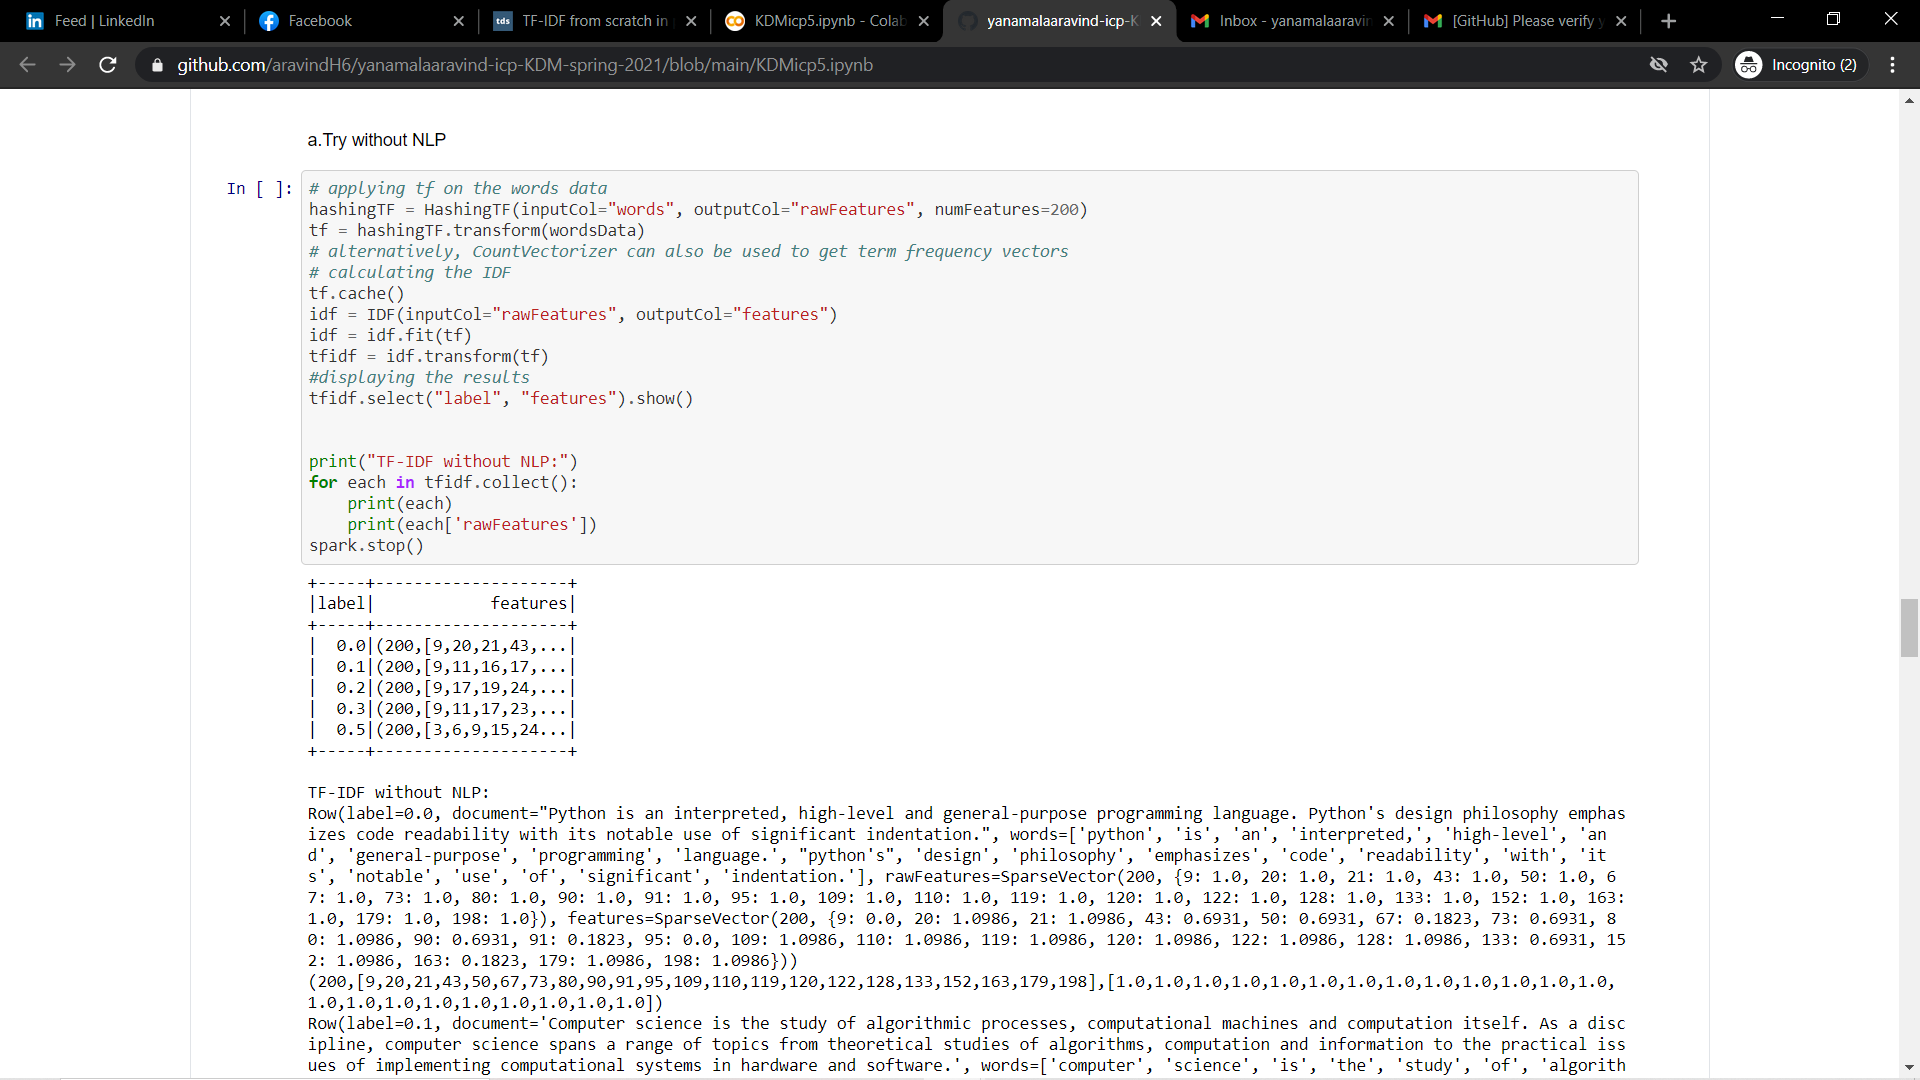 Feed | LinkedIn
Facebook
tds TF-IDF from scratch in
KDMicp5.ipynb - Colab
yanamalaaravind-icp-K
Inbox - yanamalaaravin
[GitHub] Please verify y
github.com/aravindH6/yanamalaaravind-icp-KDM-spring-2021/blob/main/KDMicp5.ipynb
Incognito (2)
a.Try without NLP
In [ ]:
# applying tf on the words data
hashingTF = HashingTF(inputCol="words", outputCol="rawFeatures", numFeatures=200)
tf = hashingTF.transform(wordsData)
# alternatively, CountVectorizer can also be used to get term frequency vectors
# calculating the IDF
tf.cache()
idf = IDF(inputCol="rawFeatures", outputCol="features")
idf = idf.fit(tf)
tfidf = idf.transform(tf)
#displaying the results
tfidf.select("label", "features").show()
print("TF-IDF without NLP:")
for each in tfidf.collect():
    print(each)
    print(each['rawFeatures'])
spark.stop()
+-----+--------------------+
|label|            features|
+-----+--------------------+
|  0.0|(200,[9,20,21,43,...|
|  0.1|(200,[9,11,16,17,...|
|  0.2|(200,[9,17,19,24,...|
|  0.3|(200,[9,11,17,23,...|
|  0.5|(200,[3,6,9,15,24...|
+-----+--------------------+
TF-IDF without NLP:
Row(label=0.0, document="Python is an interpreted, high-level and general-purpose programming language. Python's design philosophy emphas
izes code readability with its notable use of significant indentation.", words=['python', 'is', 'an', 'interpreted,', 'high-level', 'an
d', 'general-purpose', 'programming', 'language.', "python's", 'design', 'philosophy', 'emphasizes', 'code', 'readability', 'with', 'it
s', 'notable', 'use', 'of', 'significant', 'indentation.'], rawFeatures=SparseVector(200, {9: 1.0, 20: 1.0, 21: 1.0, 43: 1.0, 50: 1.0, 6
7: 1.0, 73: 1.0, 80: 1.0, 90: 1.0, 91: 1.0, 95: 1.0, 109: 1.0, 110: 1.0, 119: 1.0, 120: 1.0, 122: 1.0, 128: 1.0, 133: 1.0, 152: 1.0, 163:
1.0, 179: 1.0, 198: 1.0}), features=SparseVector(200, {9: 0.0, 20: 1.0986, 21: 1.0986, 43: 0.6931, 50: 0.6931, 67: 0.1823, 73: 0.6931, 8
0: 1.0986, 90: 0.6931, 91: 0.1823, 95: 0.0, 109: 1.0986, 110: 1.0986, 119: 1.0986, 120: 1.0986, 122: 1.0986, 128: 1.0986, 133: 0.6931, 15
2: 1.0986, 163: 0.1823, 179: 1.0986, 198: 1.0986}))
(200,[9,20,21,43,50,67,73,80,90,91,95,109,110,119,120,122,128,133,152,163,179,198],[1.0,1.0,1.0,1.0,1.0,1.0,1.0,1.0,1.0,1.0,1.0,1.0,1.0,
1.0,1.0,1.0,1.0,1.0,1.0,1.0,1.0,1.0])
Row(label=0.1, document='Computer science is the study of algorithmic processes, computational machines and computation itself. As a disc
ipline, computer science spans a range of topics from theoretical studies of algorithms, computation and information to the practical iss
ues of implementing computational systems in hardware and software.', words=['computer', 'science', 'is', 'the', 'study', 'of', 'algorith